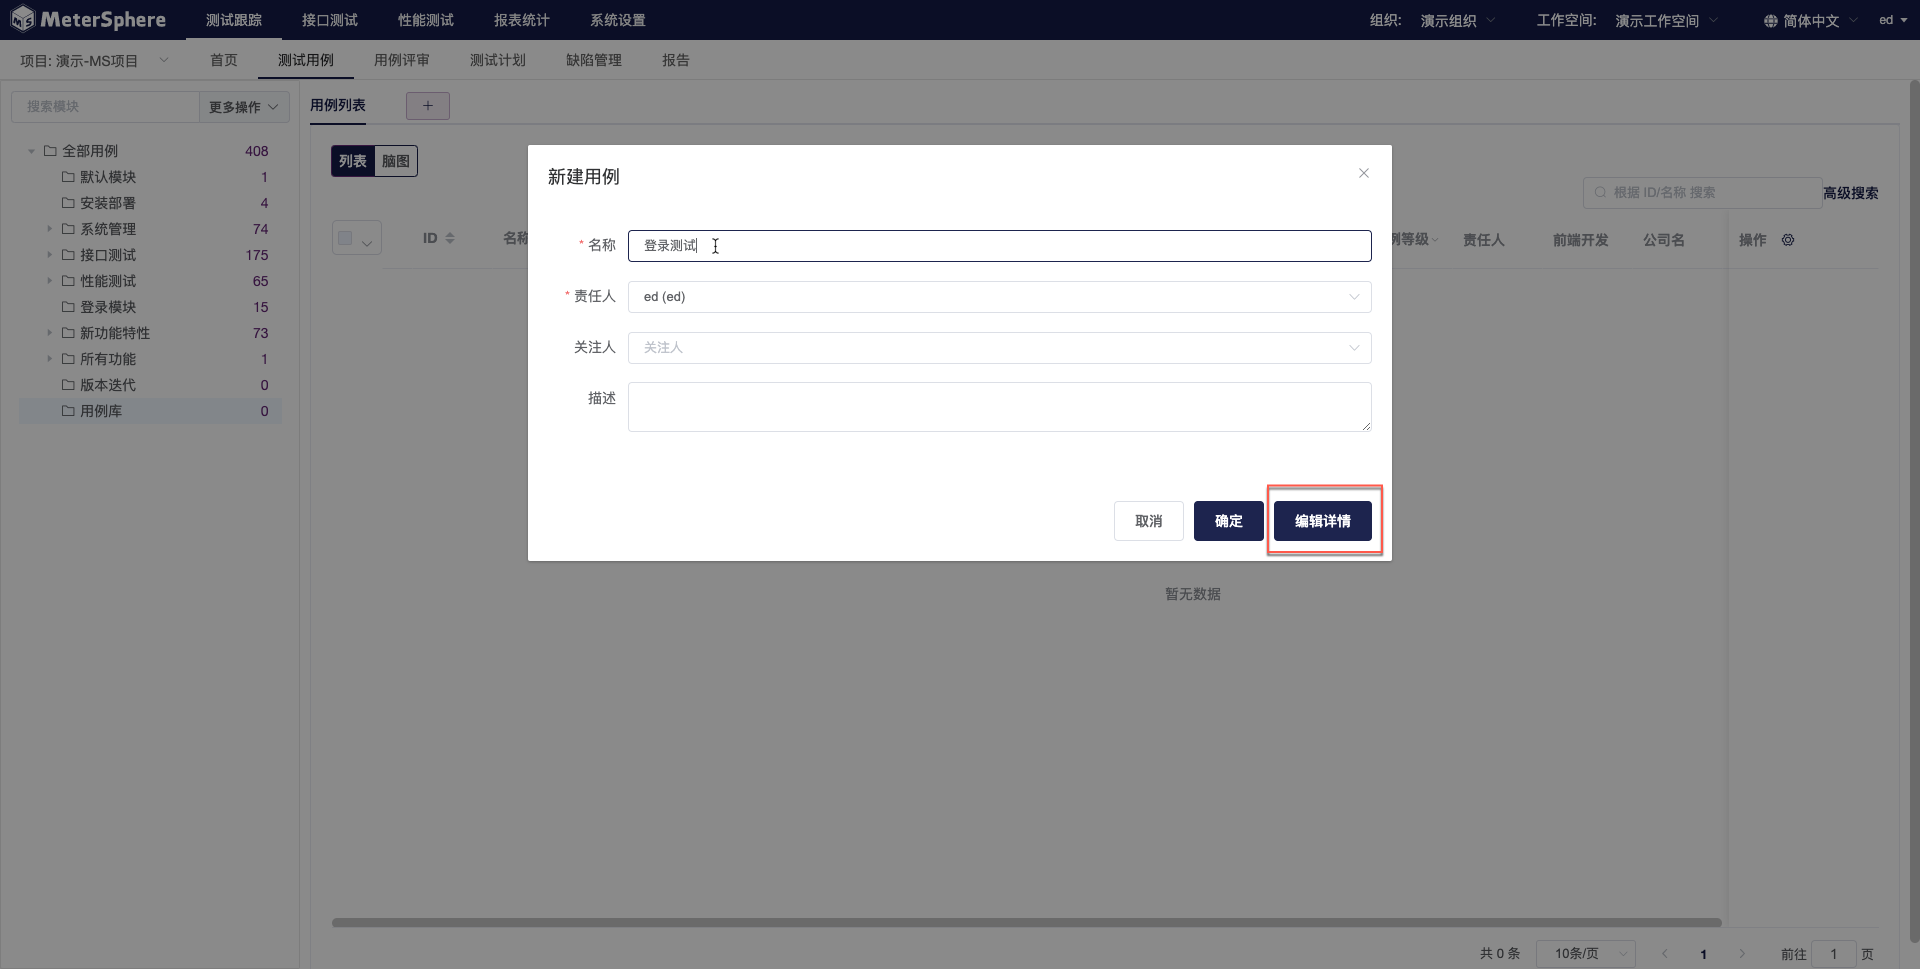 MeterSphere 测试跟踪 接口测试 性能测试 报表统计 系统设置 组织: 演示组织 工作空间: 演示工作空间 简体中文 ed
项目: 演示-MS项目 首页 测试用例 用例评审 测试计划 缺陷管理 报告
搜索模块 更多操作
全部用例 408
默认模块 1
安装部署 4
系统管理 74
接口测试 175
性能测试 65
登录模块 15
新功能特性 73
所有功能 1
版本迭代 0
用例库 0
用例列表 +
列表 脑图
根据 ID/名称 搜索 高级搜索
ID 名称 例等级 责任人 前端开发 公司名 操作
新建用例
* 名称 登录测试
* 责任人 ed (ed)
关注人 关注人
描述
取消 确定 编辑详情
暂无数据
共 0 条 10条/页 1 前往 1 页